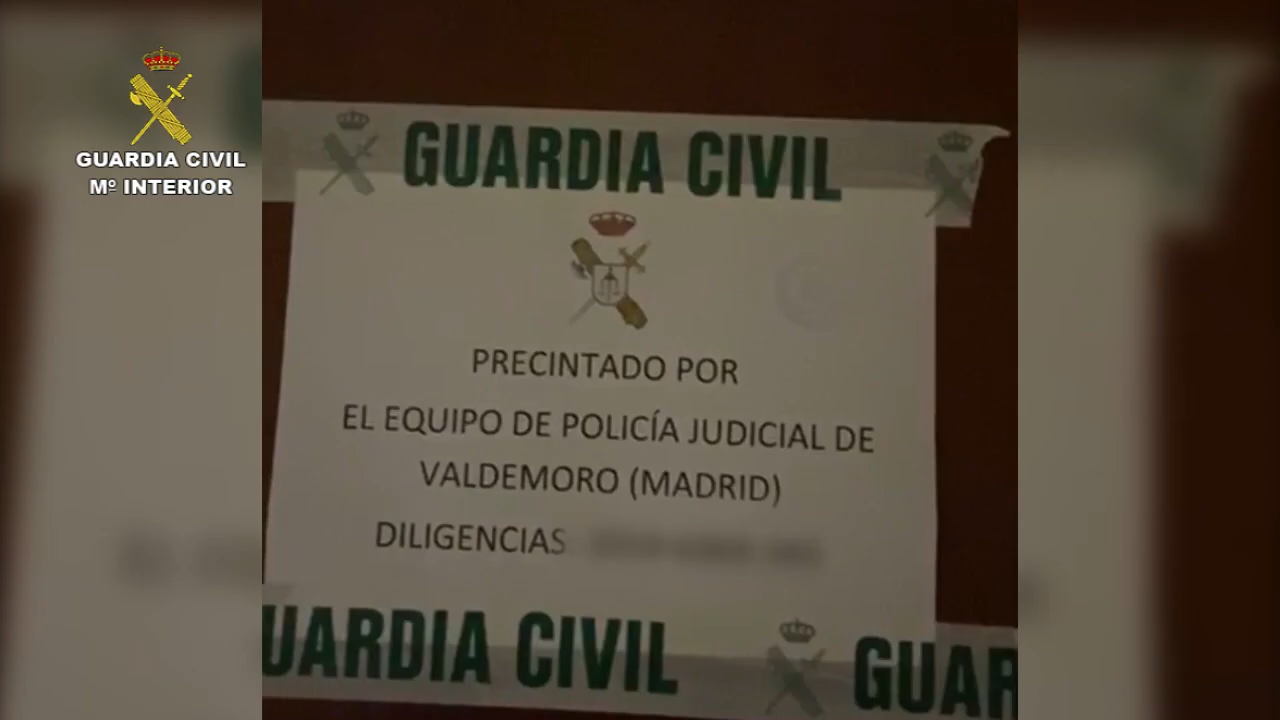 GUARDIA CIVIL
Mº INTERIOR
GUARDIA CIVIL
PRECINTADO POR
EL EQUIPO DE POLICÍA JUDICIAL DE
VALDEMORO (MADRID)
DILIGENCIAS
UARDIA CIVIL GUAR